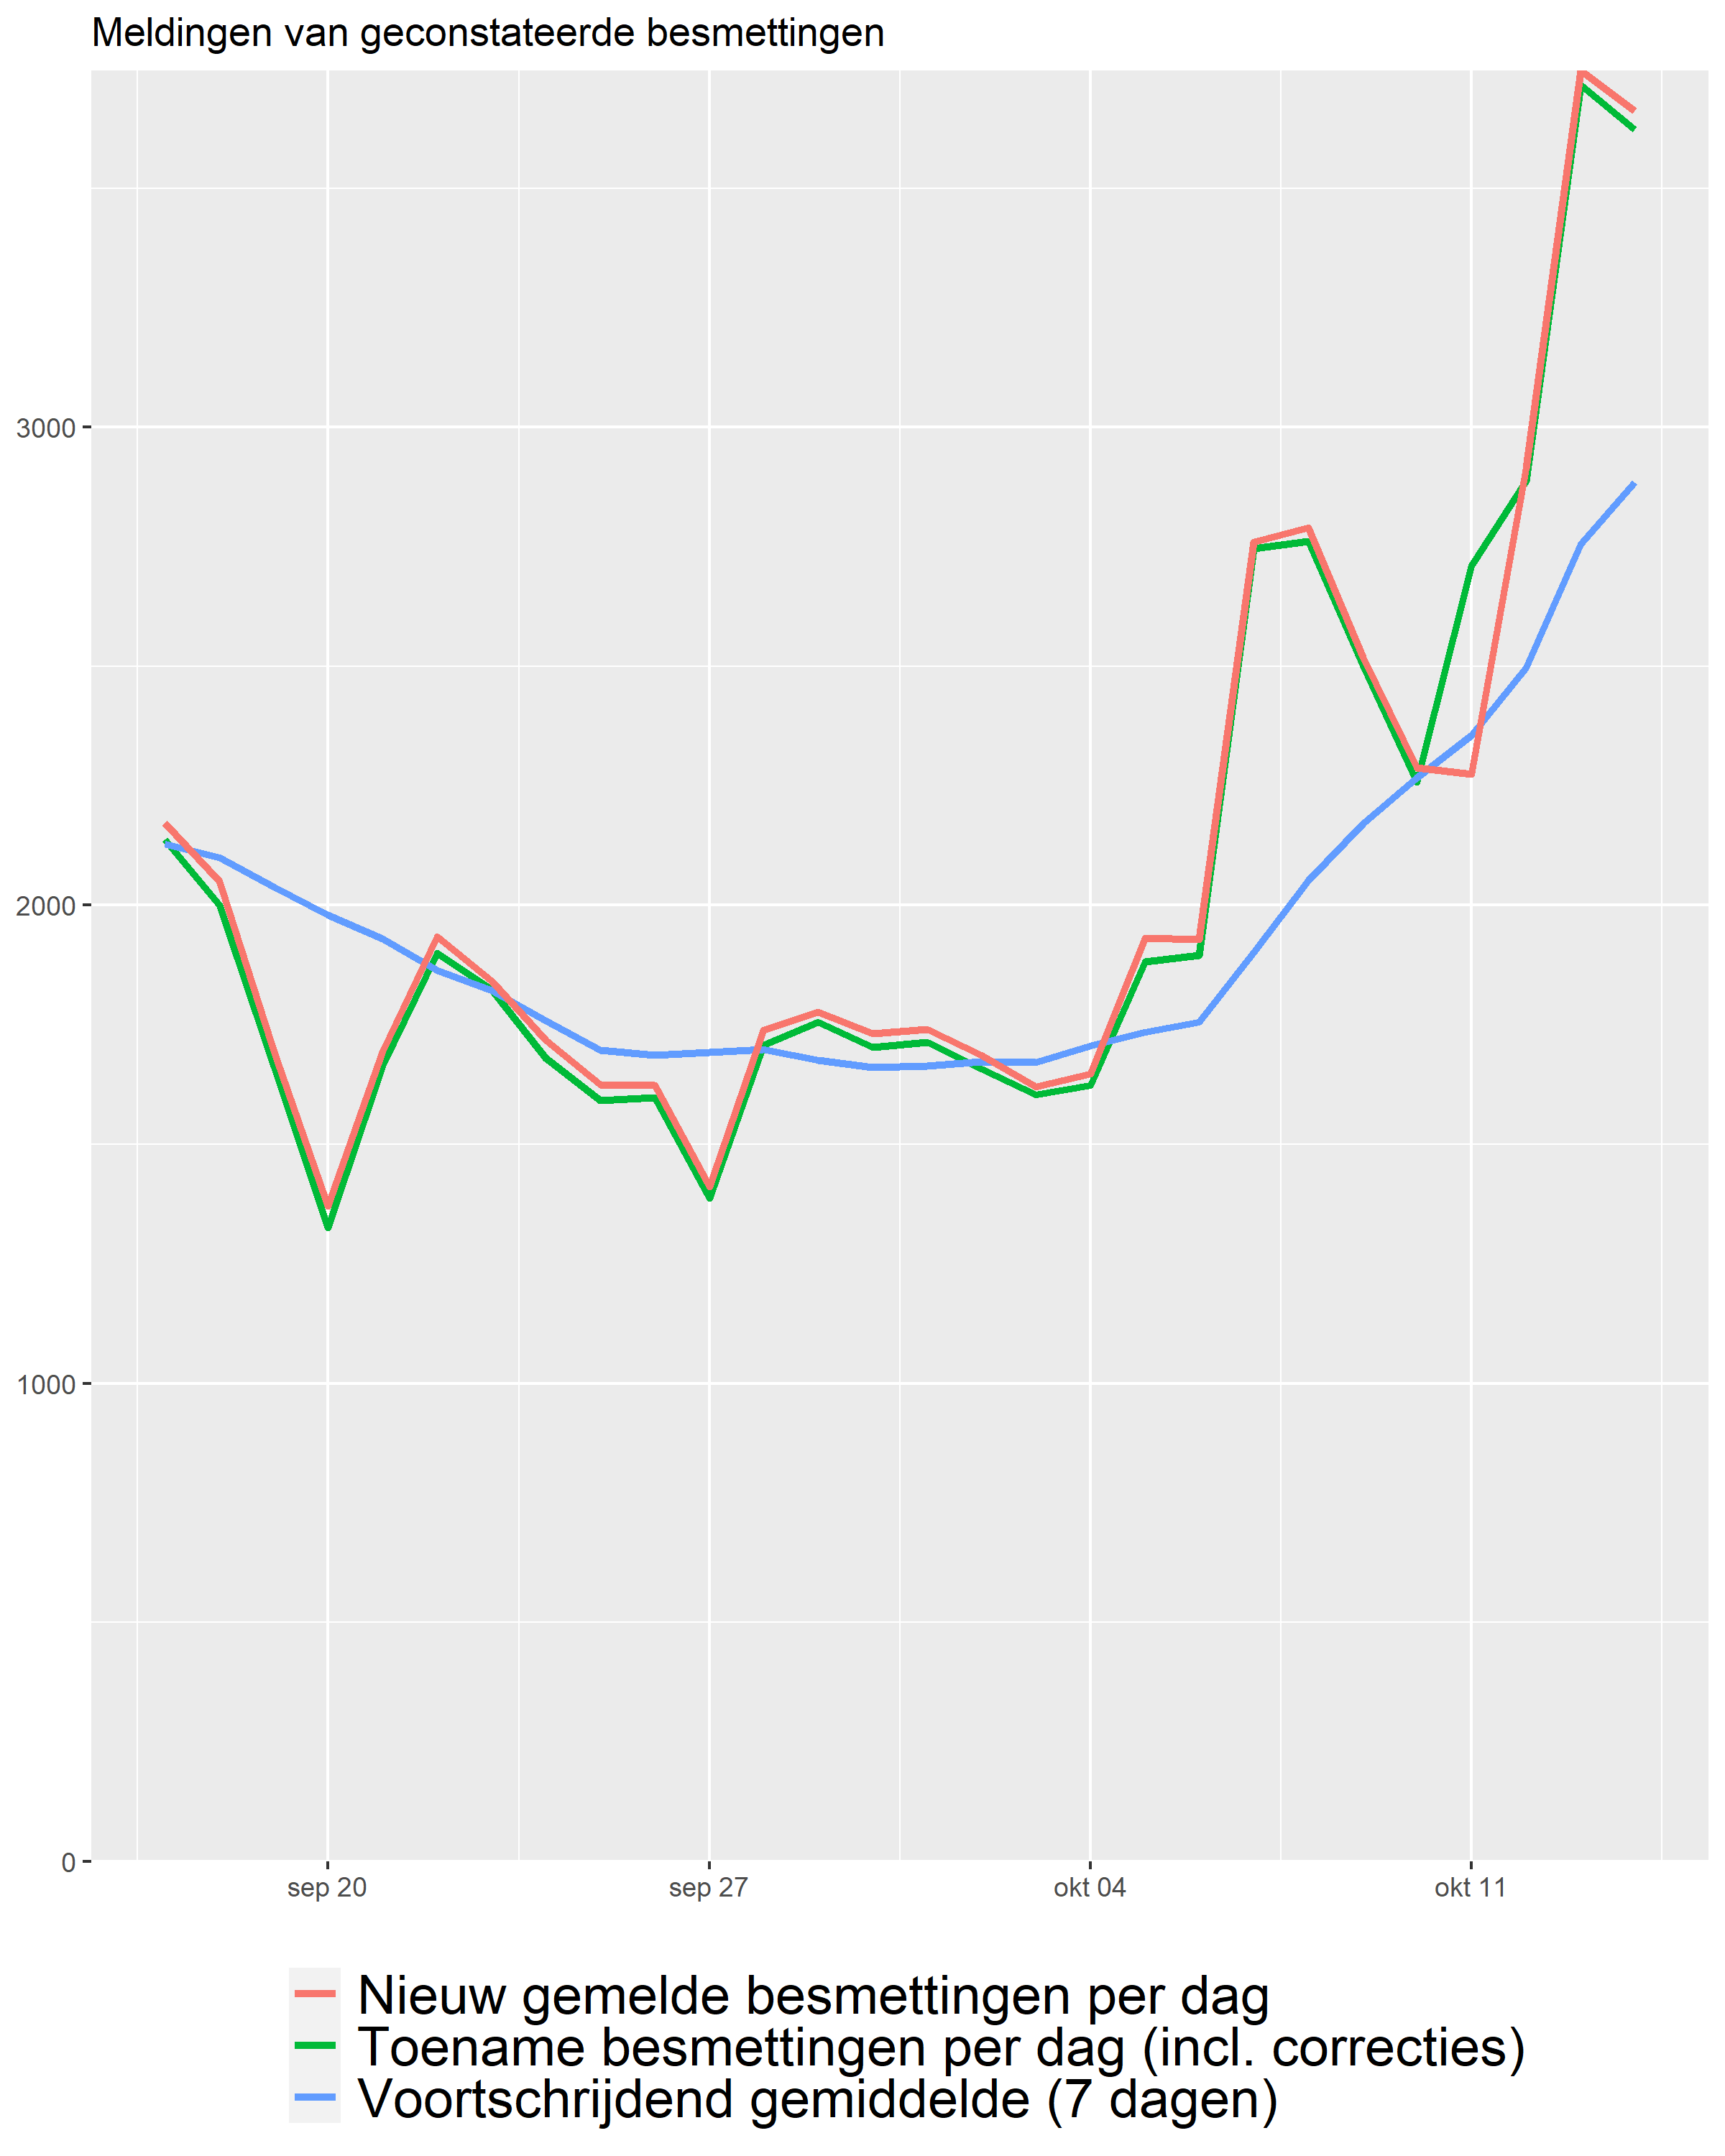 Meldingen van geconstateerde besmettingen
3000
2000
1000
0
sep 20
sep 27
okt 04
okt 11
Nieuw gemelde besmettingen per dag
Toename besmettingen per dag (incl. correcties)
Voortschrijdend gemiddelde (7 dagen)